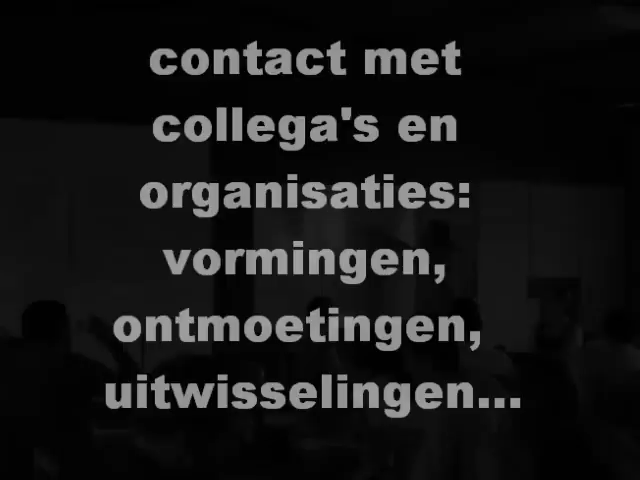 contact met
collega's en
organisaties:
vormingen,
ontmoetingen,
uitwisselingen...